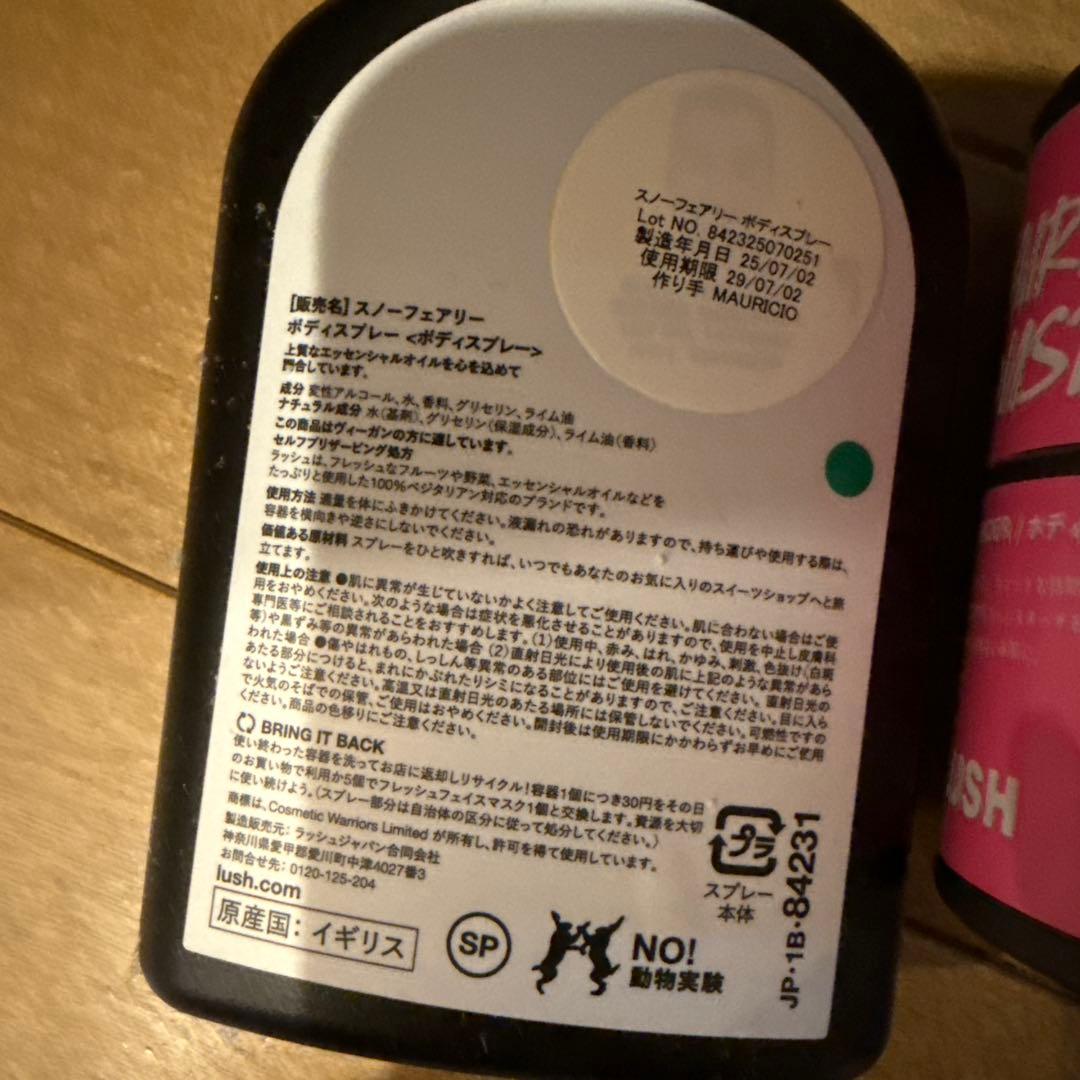 スノーフェアリー ボディスプレー
Lot NO. 842325070251
製造年月日 25/07/02
使用期限 29/07/02
作り手 MAURICIO
[販売名] スノーフェアリー
ボディスプレー <ボディスプレー>
上質なエッセンシャルオイルを心を込めて
門合しています。
成分 変性アルコール、水、香料、グリセリン、ライム油
ナチュラル成分 水(基剤)、グリセリン(保湿成分)、ライム油(香料)
この商品はヴィーガンの方に適しています。
セルフプリザービング処方
ラッシュは、フレッシュなフルーツや野菜、エッセンシャルオイルなどを
たっぷりと使用した100%ベジタリアン対応のブランドです。
使用方法 適量を体にふきかけてください。液漏れの恐れがありますので、持ち運びや使用する際は、
容器を横向きや逆さにしないでください。
価値ある原材料 スプレーをひと吹きすれば、いつでもあなたのお気に入りのスイーツショップへと旅
立てます。
使用上の注意 ●肌に異常が生じていないかよく注意してご使用ください。肌に合わない場合はご使
用をおやめください。次のような場合は症状を悪化させることがありますので、使用を中止し皮膚科
専門医等にご相談されることをおすすめします。(1)使用中、赤み、はれ、かゆみ、刺激、色抜け(白斑
等)や黒ずみ等の異常があらわれた場合 (2)直射日光により使用後の肌に上記のような異常があら
われた場合 ●傷やはれもの、しっしん等異常のある部位にはご使用を避けてください。直射日光の
あたる部分につけると、まれにかぶれたりシミになることがありますので、ご注意ください。目に入ら
ないようご注意ください。高温又は直射日光のあたる場所には保管しないでください。可燃性ですの
で火気のそばでの保管、ご使用はおやめください。開封後は使用期限にかかわらずお早めにご使用
ください。商品の色移りにご注意ください。
BRING IT BACK
使い終わった容器を洗ってお店に返却しリサイクル!容器1個につき30円をその日
のお買い物で利用か5個でフレッシュフェイスマスク1個と交換します。資源を大切
に使い続けよう。(スプレー部分は自治体の区分に従って処分してください。)
商標は、Cosmetic Warriors Limited が所有し、許可を得て使用しています。
製造販売元: ラッシュジャパン合同会社
神奈川県愛甲郡愛川町中津4027番3
お問合せ先: 0120-125-204
lush.com
原産国: イギリス
SP
NO!
動物実験
プラ
スプレー
本体
JP・1B・84231